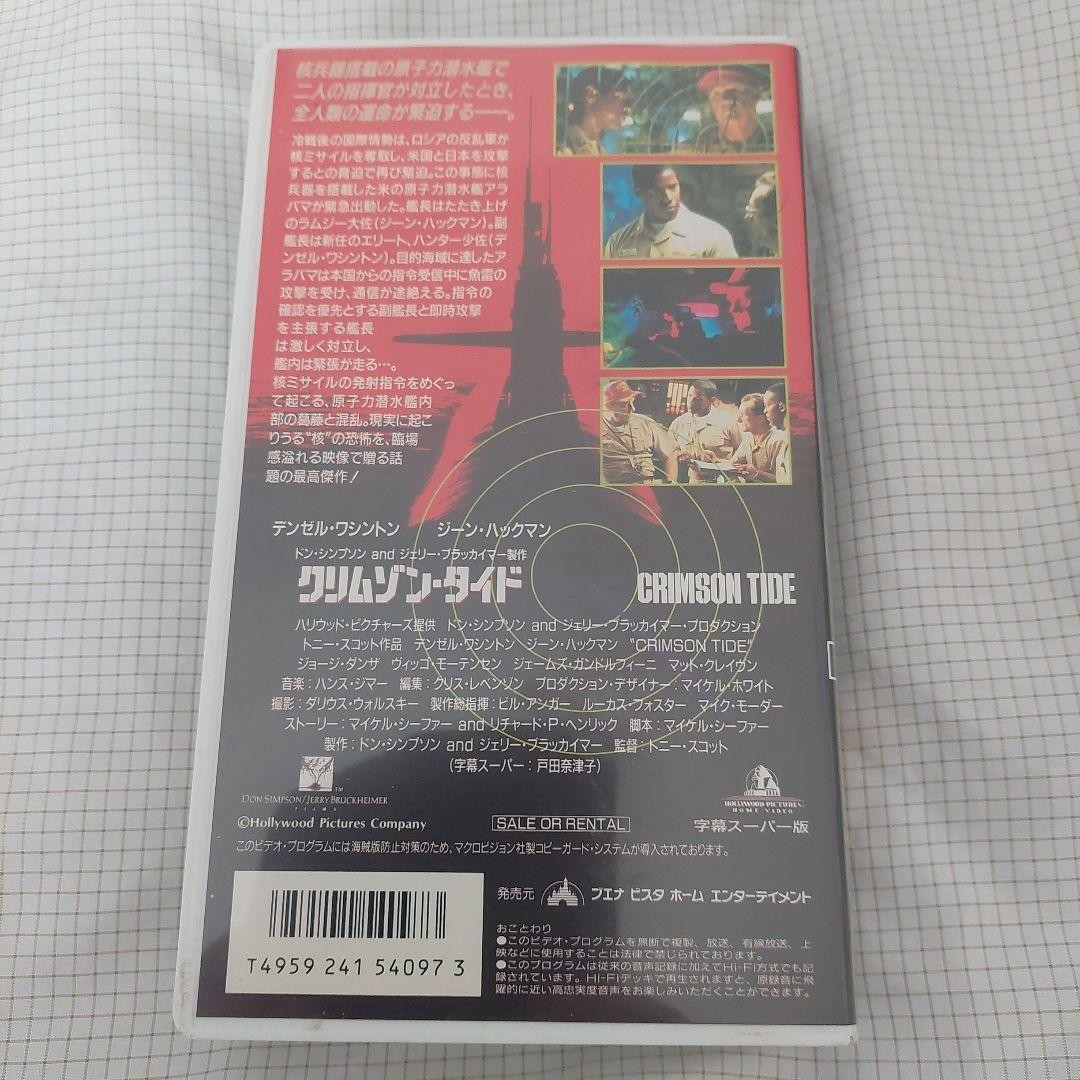 核兵器搭載の原子力潜水艦で
二人の指揮官が対立したとき、
全人類の運命が緊迫する——。
冷戦後の国際情勢は、ロシアの反乱軍が
核ミサイルを奪取し、米国と日本を攻撃
するとの脅迫で再び緊迫。この事態に核
兵器を搭載した米の原子力潜水艦アラ
バマが緊急出動した。艦長はたたき上げ
のラムジー大佐(ジーン・ハックマン)。副
艦長は新任のエリート、ハンター少佐(デ
ンゼル・ワシントン)。目的海域に達したア
ラバマは本国からの指令受信中に魚雷の
攻撃を受け、通信が途絶える。指令の
確認を優先とする副艦長と即時攻撃
を主張する艦長
は激しく対立し、
艦内は緊張が走る…。
核ミサイルの発射指令をめぐっ
て起こる、原子力潜水艦内
部の葛藤と混乱。現実に起こ
りうる“核”の恐怖を、臨場
感溢れる映像で贈る話
題の最高傑作!
デンゼル・ワシントン ジーン・ハックマン
ドン・シンプソン and ジェリー・ブラッカイマー製作
クリムゾン・タイド CRIMSON TIDE
ハリウッド・ピクチャーズ提供 ドン・シンプソン and ジェリー・ブラッカイマー・プロダクション
トニー・スコット作品 デンゼル・ワシントン ジーン・ハックマン “CRIMSON TIDE”
ジョージ・ダンザ ヴィッゴ・モーテンセン ジェームズ・ガンドルフィーニ マット・クレイヴン
音楽:ハンス・ジマー 編集:クリス・レベンゾン プロダクション・デザイナー:マイケル・ホワイト
撮影:ダリウス・ウォルスキー 製作総指揮:ビル・アンガー ルーカス・フォスター マイク・モーダー
ストーリー:マイケル・シーファー and リチャード・P・ヘンリック 脚本:マイケル・シーファー
製作:ドン・シンプソン and ジェリー・ブラッカイマー 監督:トニー・スコット
(字幕スーパー:戸田奈津子)
TM
DON SIMPSON/JERRY BRUCKHEIMER
FILMS
HOLLYWOOD PICTURES
HOME VIDEO
©Hollywood Pictures Company SALE OR RENTAL 字幕スーパー版
このビデオ・プログラムには海賊版防止対策のため、マクロビジョン社製コピーガード・システムが導入されております。
発売元 ブエナ ビスタ ホーム エンターテイメント
T4959 241 54097 3
おことわり
●このビデオ・プログラムを無断で複製、放送、有線放送、上
映などに使用することは法律で禁じられております。
●このプログラムは従来の音声記録に加えてHi-Fi方式でも記
録されています。Hi-Fiデッキで再生されますと、原録音に飛
躍的に近い高忠実度音声をお楽しみいただくことができます。